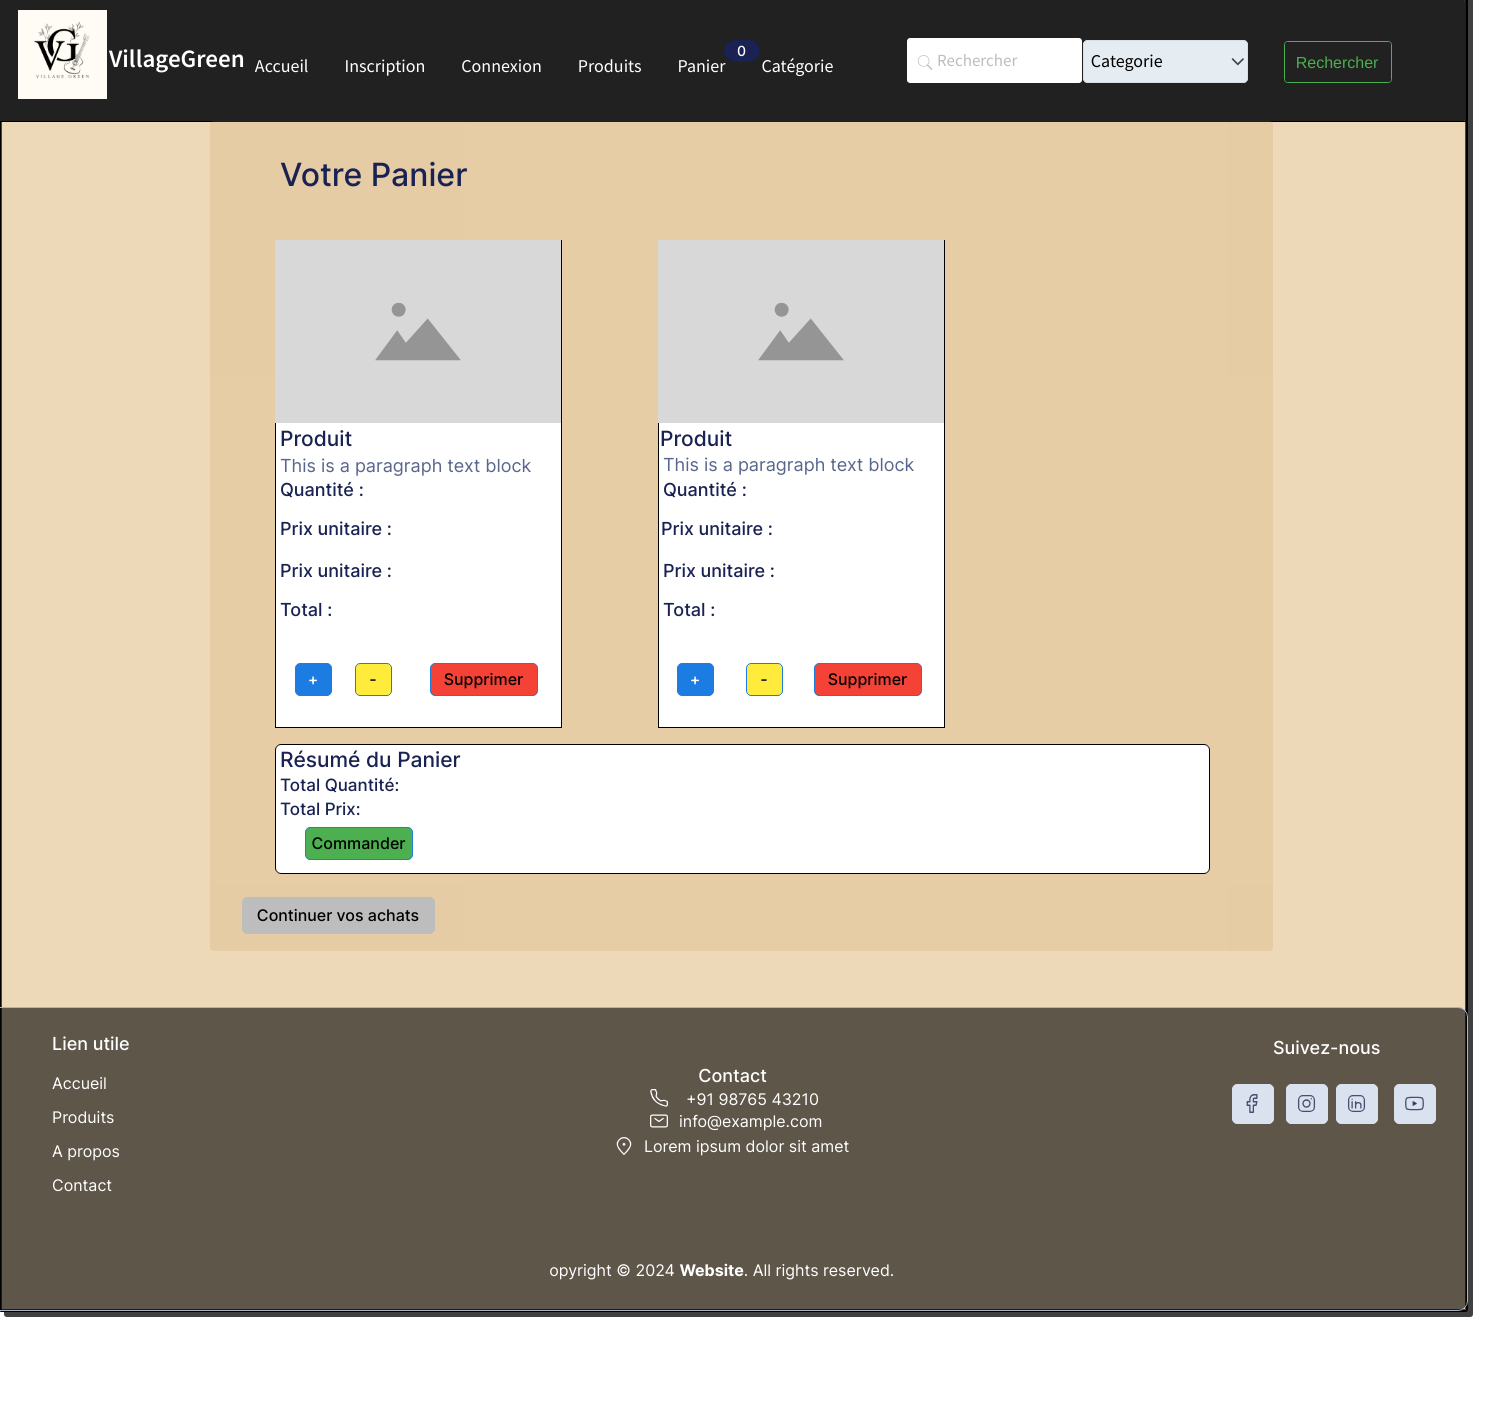 VG
VILLAGE GREEN
VillageGreen
Accueil
Inscription
Connexion
Produits
Panier
0
Catégorie
Rechercher
Categorie
Rechercher
Votre Panier
Produit
This is a paragraph text block
Quantité :
Prix unitaire :
Prix unitaire :
Total :
+
-
Supprimer
Produit
This is a paragraph text block
Quantité :
Prix unitaire :
Prix unitaire :
Total :
+
-
Supprimer
Résumé du Panier
Total Quantité:
Total Prix:
Commander
Continuer vos achats
Lien utile
Accueil
Produits
A propos
Contact
Contact
+91 98765 43210
info@example.com
Lorem ipsum dolor sit amet
Suivez-nous
opyright © 2024 Website. All rights reserved.